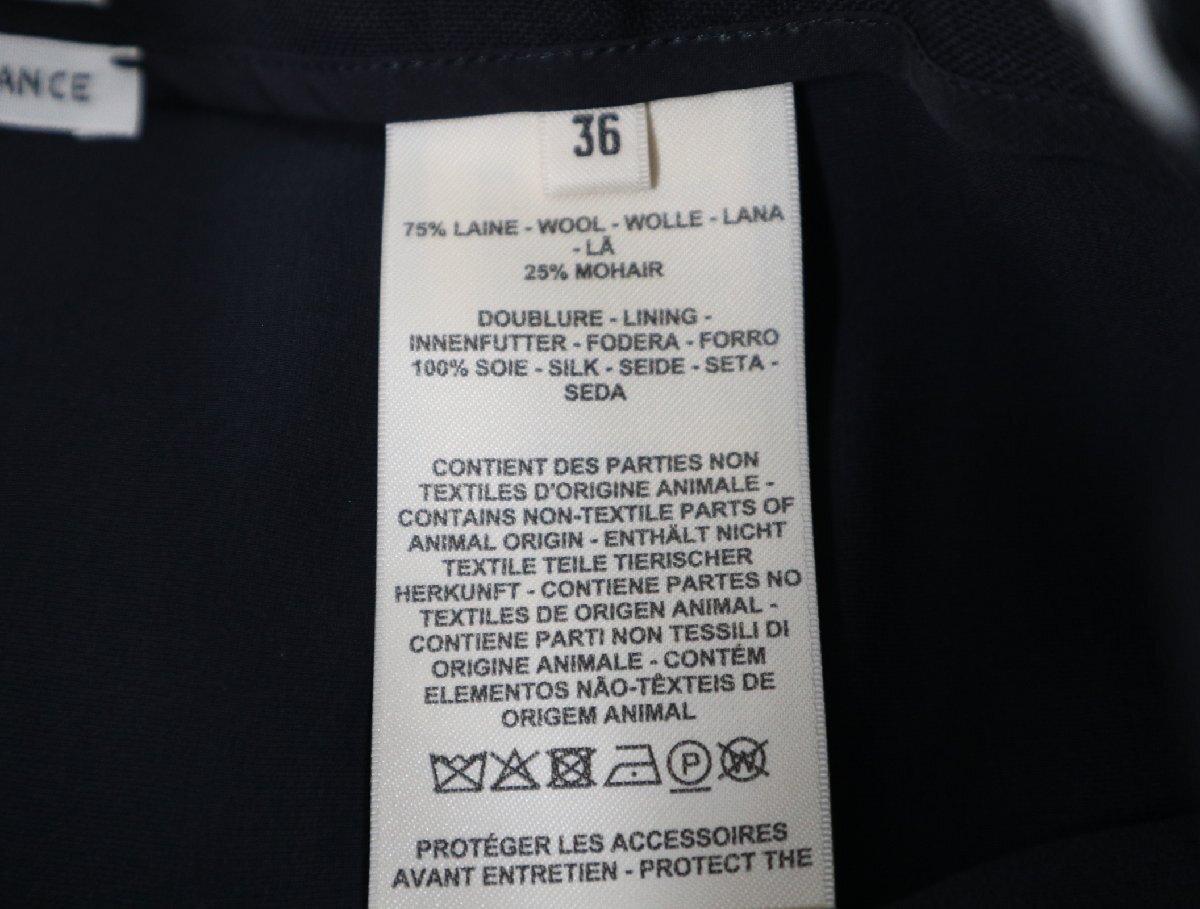 ANCE
36
75% LAINE - WOOL - WOLLE - LANA
- LÃ
25% MOHAIR
DOUBLURE - LINING -
INNENFUTTER - FODERA - FORRO
100% SOIE - SILK - SEIDE - SETA -
SEDA
CONTIENT DES PARTIES NON
TEXTILES D'ORIGINE ANIMALE -
CONTAINS NON-TEXTILE PARTS OF
ANIMAL ORIGIN - ENTHÄLT NICHT
TEXTILE TEILE TIERISCHER
HERKUNFT - CONTIENE PARTES NO
TEXTILES DE ORIGEN ANIMAL -
CONTIENE PARTI NON TESSILI DI
ORIGINE ANIMALE - CONTÉM
ELEMENTOS NÃO-TÊXTEIS DE
ORIGEM ANIMAL
P W
PROTÉGER LES ACCESSOIRES
AVANT ENTRETIEN - PROTECT THE